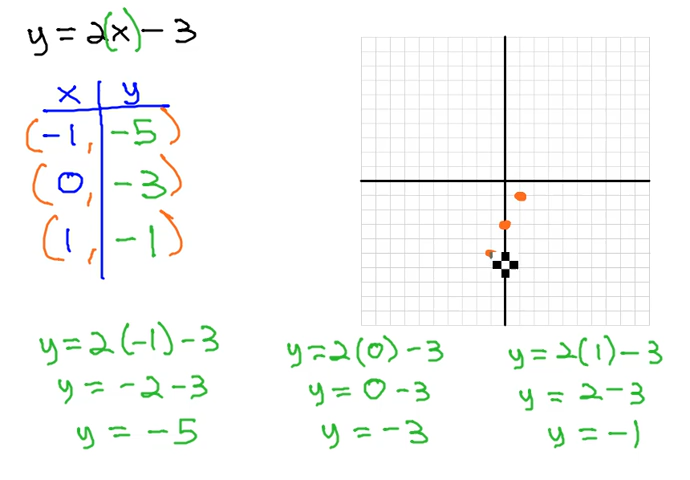 y = 2(x) - 3
x y
(-1, -5)
(0, -3)
(1, -1)
y = 2(-1) - 3
y = -2 - 3
y = -5
y = 2(0) - 3
y = 0 - 3
y = -3
y = 2(1) - 3
y = 2 - 3
y = -1